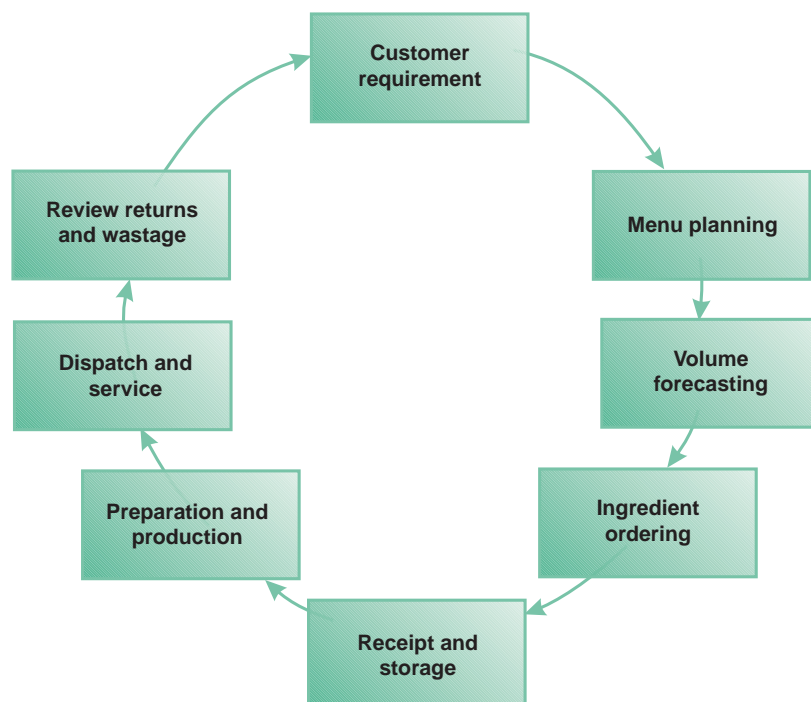 Customer
requirement
Menu planning
Volume
forecasting
Ingredient
ordering
Receipt and
storage
Preparation and
production
Dispatch and
service
Review returns
and wastage